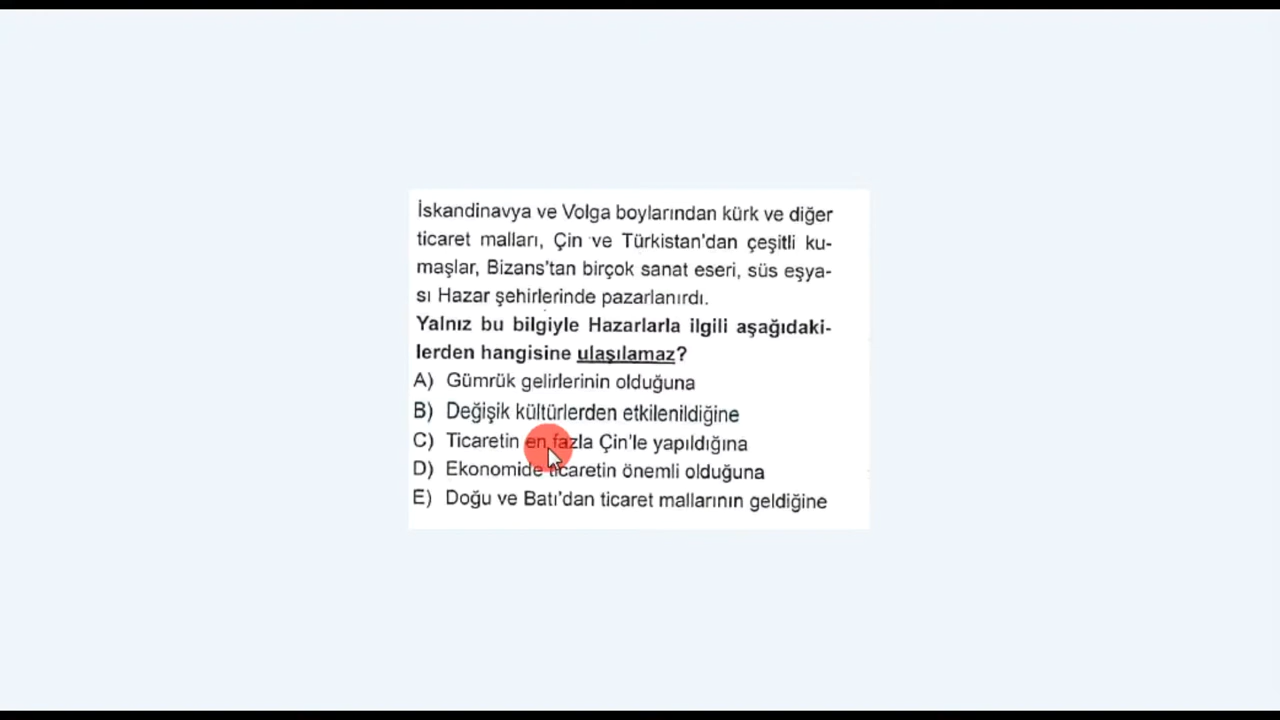 İskandinavya ve Volga boylarından kürk ve diğer
ticaret malları, Çin ve Türkistan'dan çeşitli ku-
maşlar, Bizans'tan birçok sanat eseri, süs eşya-
sı Hazar şehirlerinde pazarlanırdı.
Yalnız bu bilgiyle Hazarlarla ilgili aşağıdaki-
lerden hangisine ulaşılamaz?
A) Gümrük gelirlerinin olduğuna
B) Değişik kültürlerden etkilenildiğine
C) Ticaretin en fazla Çin'le yapıldığına
D) Ekonomide ticaretin önemli olduğuna
E) Doğu ve Batı'dan ticaret mallarının geldiğine